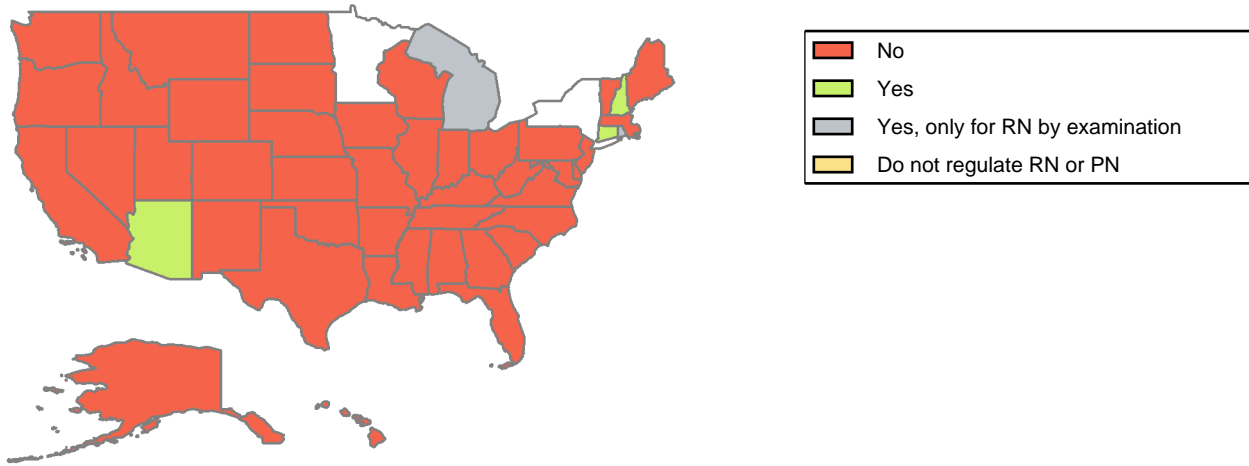 No
Yes
Yes, only for RN by examination
Do not regulate RN or PN